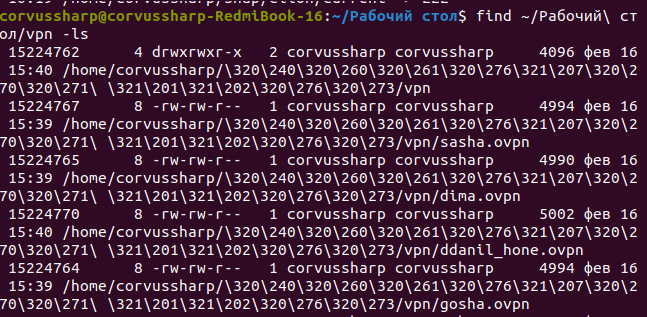 corvussharp@corvussharp-RedmiBook-16:~/Рабочий стол$ find ~/Рабочий\ ст
ол/vpn -ls
15224762 4 drwxrwxr-x 2 corvussharp corvussharp 4096 фев 16
15:40 /home/corvussharp/\320\240\320\260\320\261\320\276\321\207\320\2
70\320\271\ \321\201\321\202\320\276\320\273/vpn
15224767 8 -rw-rw-r-- 1 corvussharp corvussharp 4994 фев 16
15:39 /home/corvussharp/\320\240\320\260\320\261\320\276\321\207\320\2
70\320\271\ \321\201\321\202\320\276\320\273/vpn/sasha.ovpn
15224765 8 -rw-rw-r-- 1 corvussharp corvussharp 4990 фев 16
15:39 /home/corvussharp/\320\240\320\260\320\261\320\276\321\207\320\2
70\320\271\ \321\201\321\202\320\276\320\273/vpn/dima.ovpn
15224770 8 -rw-rw-r-- 1 corvussharp corvussharp 5002 фев 16
15:40 /home/corvussharp/\320\240\320\260\320\261\320\276\321\207\320\2
70\320\271\ \321\201\321\202\320\276\320\273/vpn/ddanil_hone.ovpn
15224764 8 -rw-rw-r-- 1 corvussharp corvussharp 4994 фев 16
15:39 /home/corvussharp/\320\240\320\260\320\261\320\276\321\207\320\2
70\320\271\ \321\201\321\202\320\276\320\273/vpn/gosha.ovpn